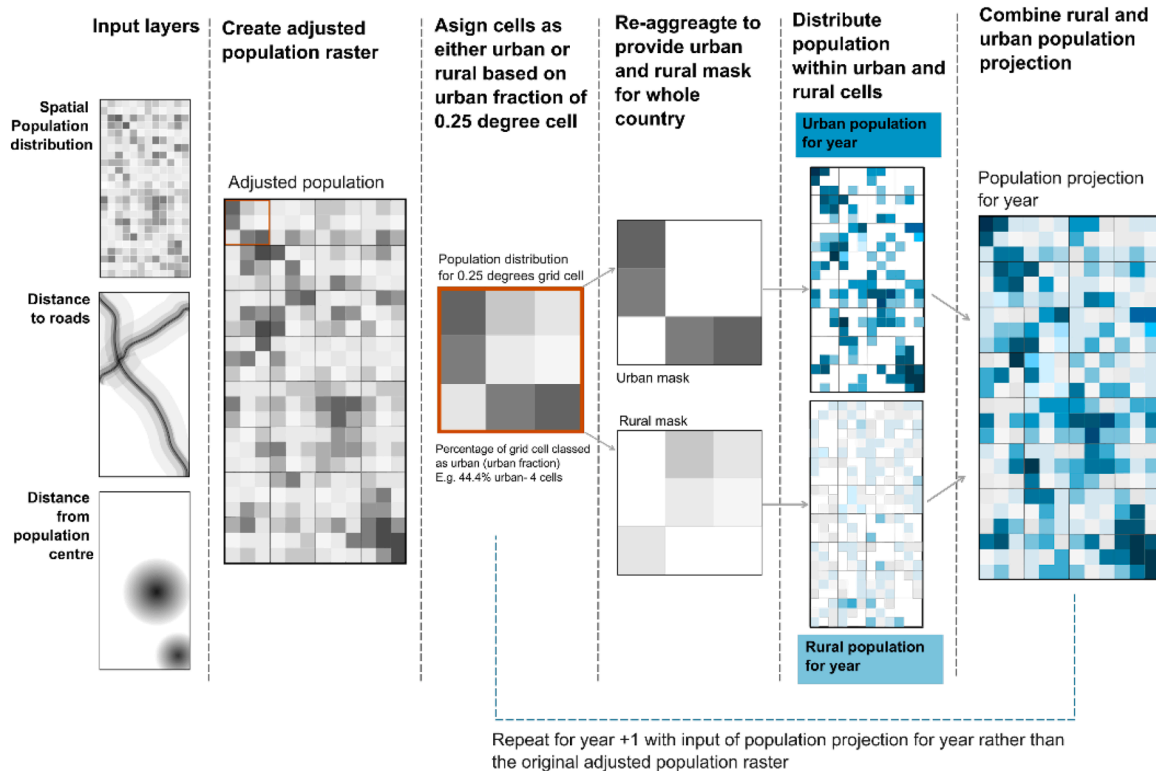 Input layers
Spatial
Population
distribution
Distance
to roads
Distance
from
population
centre
Create adjusted
population raster
Adjusted population
Asign cells as
either urban or
rural based on
urban fraction of
0.25 degree cell
Population distribution
for 0.25 degrees grid cell
Percentage of grid cell classed
as urban (urban fraction)
E.g. 44.4% urban- 4 cells
Re-aggreagte to
provide urban
and rural mask
for whole
country
Urban mask
Rural mask
Distribute
population
within urban and
rural cells
Urban population
for year
Rural population
for year
Combine rural and
urban population
projection
Population projection
for year
Repeat for year +1 with input of population projection for year rather than
the original adjusted population raster